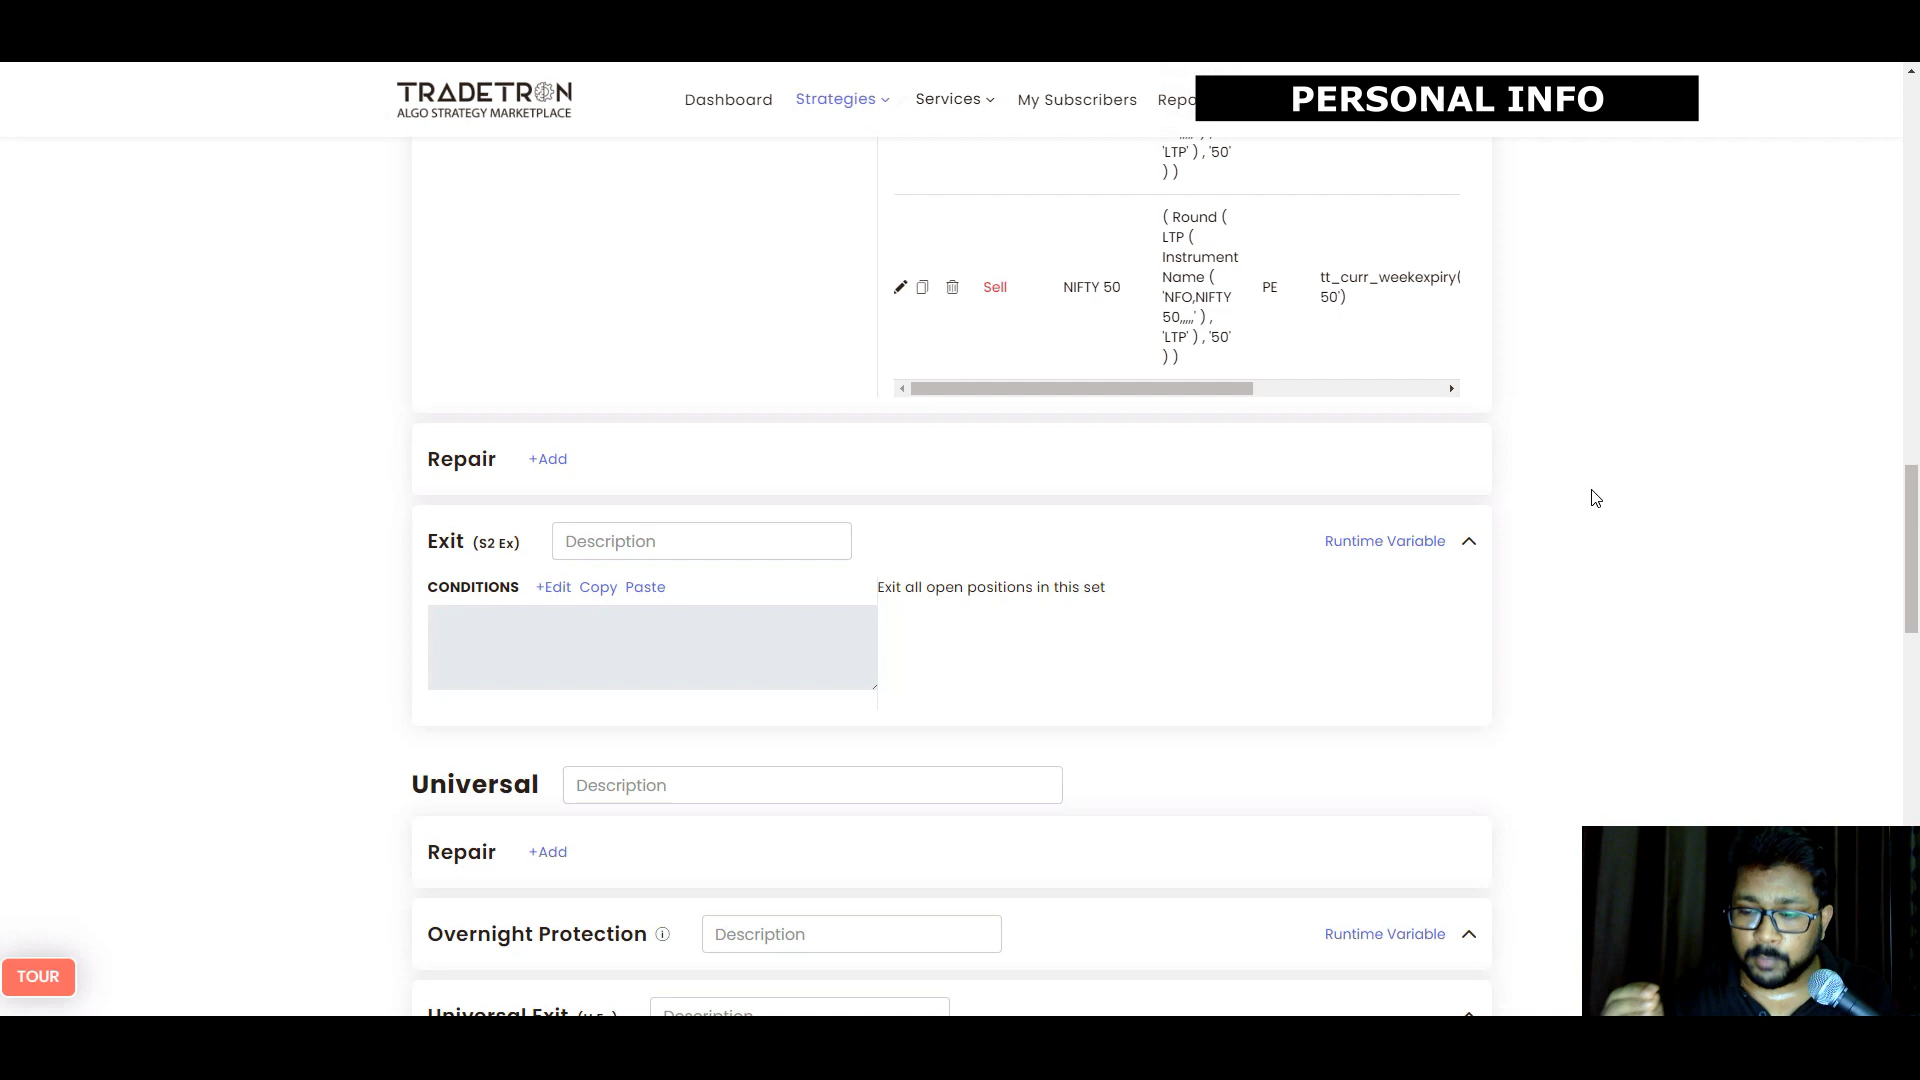 TRADETRON
ALGO STRATEGY MARKETPLACE
Dashboard
Strategies
Services
My Subscribers
Repo
PERSONAL INFO
'LTP' ) , '50'
) )
Sell
NIFTY 50
( Round (
LTP (
Instrument
Name (
'NFO,NIFTY
50,,,,,' ) ,
'LTP' ) , '50'
) )
PE
tt_curr_weekexpiry(
50')
Repair
+Add
Exit (S2 Ex)
Description
Runtime Variable
CONDITIONS
+Edit
Copy
Paste
Exit all open positions in this set
Universal
Description
Repair
+Add
Overnight Protection
Description
Runtime Variable
Universal Exit
Description
TOUR